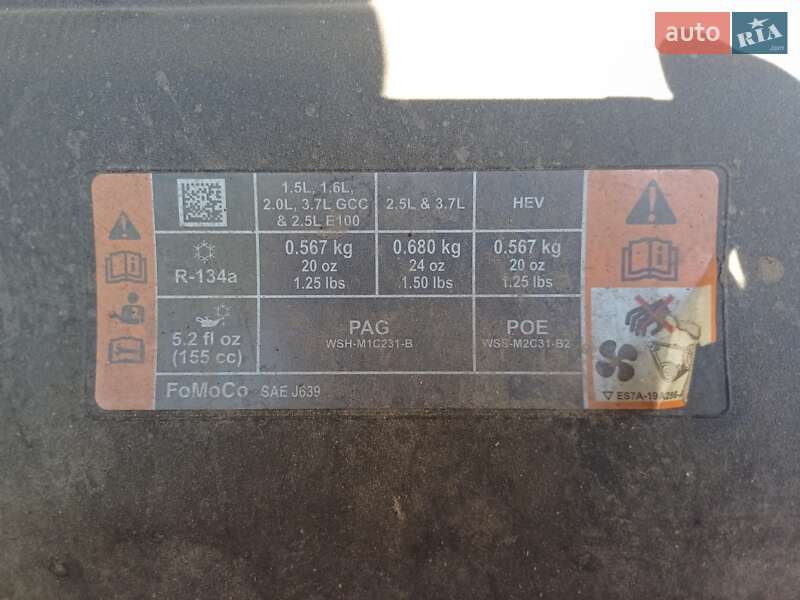 auto RIA
.com
1.5L, 1.6L,
2.0L, 3.7L GCC
& 2.5L E100
2.5L & 3.7L
HEV
R-134a
0.567 kg
20 oz
1.25 lbs
0.680 kg
24 oz
1.50 lbs
0.567 kg
20 oz
1.25 lbs
5.2 fl oz
(155 cc)
PAG
WSH-M1C231-B
POE
WSS-M2C31-B2
FoMoCo SAE J639
ES7A-19A286-